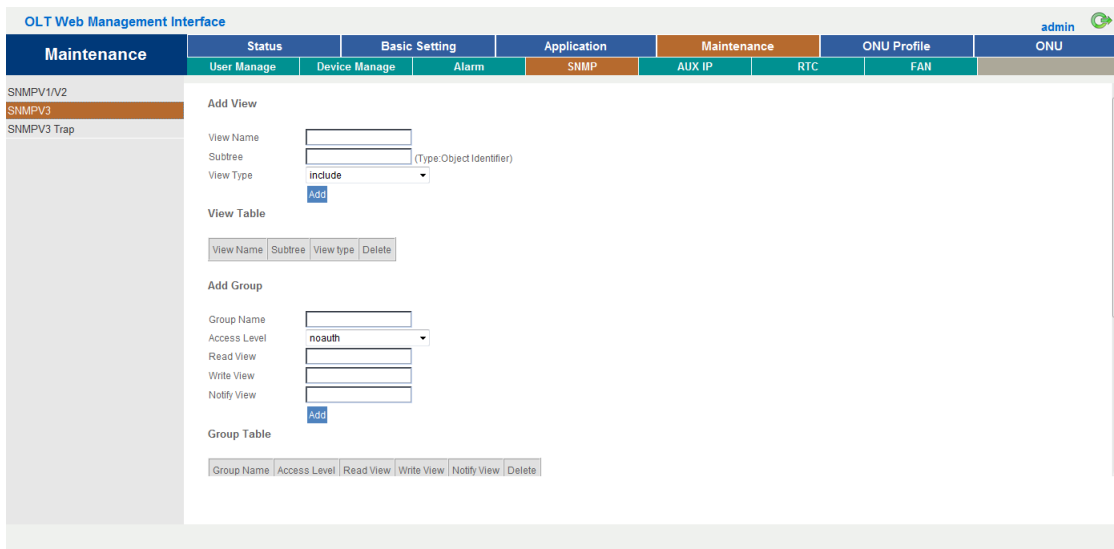 OLT Web Management Interface
admin
Maintenance
Status Basic Setting Application Maintenance ONU Profile ONU
User Manage Device Manage Alarm SNMP AUX IP RTC FAN
SNMPV1/V2
SNMPV3
SNMPV3 Trap
Add View
View Name
Subtree (Type:Object Identifier)
View Type include
Add
View Table
View Name Subtree View type Delete
Add Group
Group Name
Access Level noauth
Read View
Write View
Notify View
Add
Group Table
Group Name Access Level Read View Write View Notify View Delete